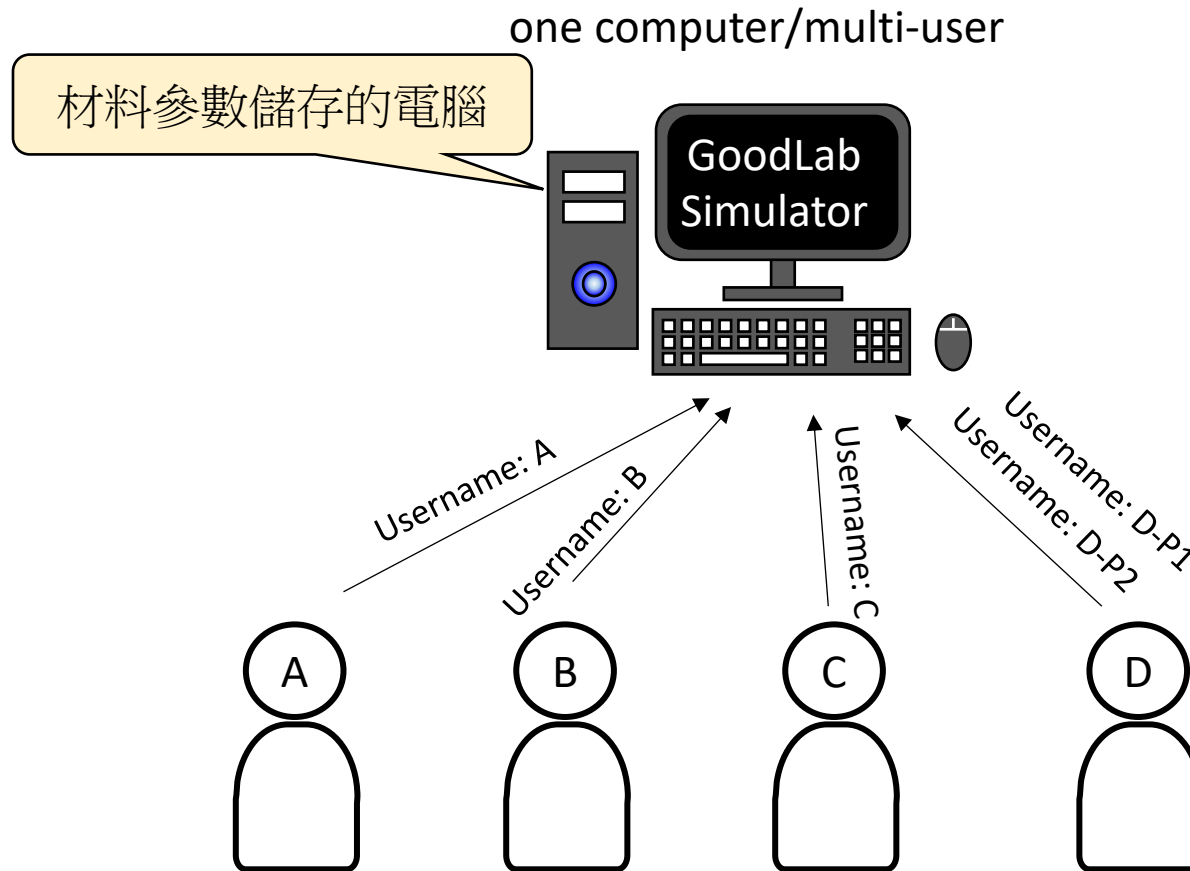 one computer/multi-user
材料參數儲存的電腦
GoodLab
Simulator
Username: A
Username: B
Username: C
Username: D-P1
Username: D-P2
A
B
C
D